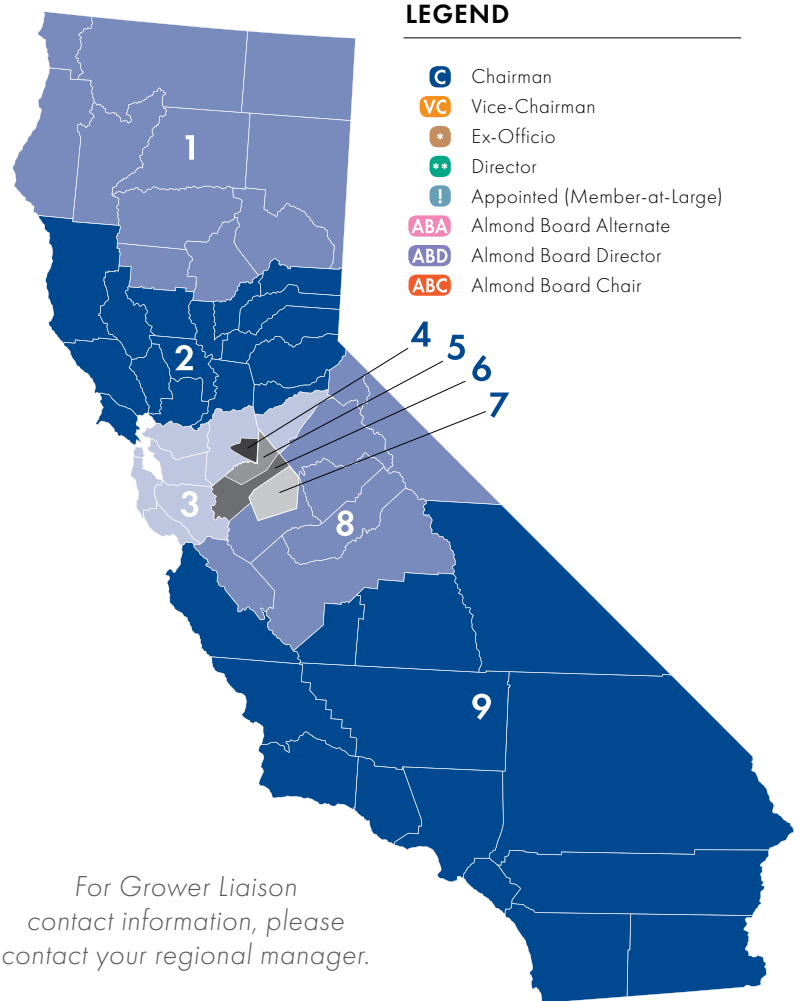 LEGEND
C Chairman
VC Vice-Chairman
* Ex-Officio
** Director
! Appointed (Member-at-Large)
ABA Almond Board Alternate
ABD Almond Board Director
ABC Almond Board Chair
1
2
3
4
5
6
7
8
9
For Grower Liaison
contact information, please
contact your regional manager.